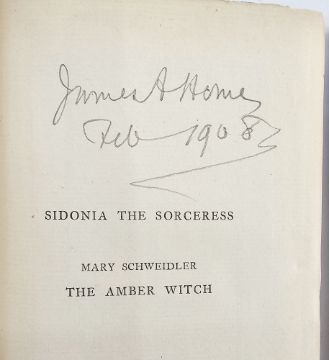 James A Horne
Feb 1908
SIDONIA THE SORCERESS
MARY SCHWEIDLER
THE AMBER WITCH